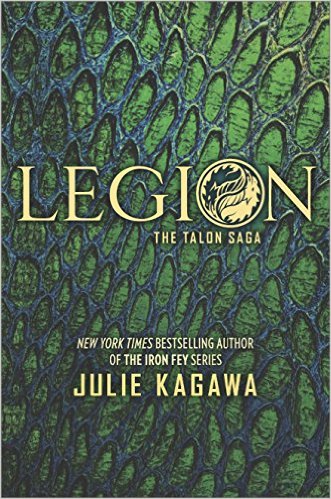 LEGION
THE TALON SAGA
NEW YORK TIMES BESTSELLING AUTHOR
OF THE IRON FEY SERIES
JULIE KAGAWA